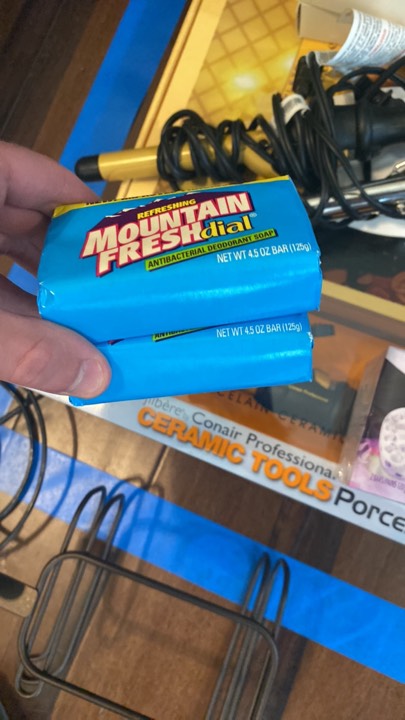 REFRESHING
MOUNTAIN
FRESH dial®
ANTIBACTERIAL DEODORANT SOAP
NET WT 4.5 OZ BAR (125g)
NET WT 4.5 OZ BAR (125g)
Conair Professional
CERAMIC TOOLS Porce